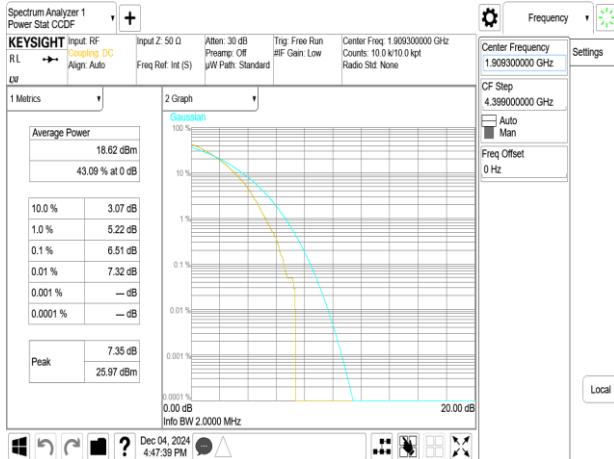 Spectrum Analyzer 1
Power Stat CCDF
KEYSIGHT
RL
LXI
Input: RF
Coupling: DC
Align: Auto
Input Z: 50 Ω
Freq Ref: Int (S)
Atten: 30 dB
Preamp: Off
µW Path: Standard
Trig: Free Run
#IF Gain: Low
Center Freq: 1.909300000 GHz
Counts: 10.0 k/10.0 kpt
Radio Std: None
1 Metrics
Average Power
18.62 dBm
43.09 % at 0 dB
10.0 % 3.07 dB
1.0 % 5.22 dB
0.1 % 6.51 dB
0.01 % 7.32 dB
0.001 % --- dB
0.0001 % --- dB
Peak 7.35 dB
25.97 dBm
2 Graph
Gaussian
100 %
10 %
1 %
0.1 %
0.01 %
0.001 %
0.0001 %
0.00 dB 20.00 dB
Info BW 2.0000 MHz
Dec 04, 2024
4:47:39 PM
Frequency
Center Frequency
1.909300000 GHz
CF Step
4.399000000 GHz
Auto
Man
Freq Offset
0 Hz
Settings
Local